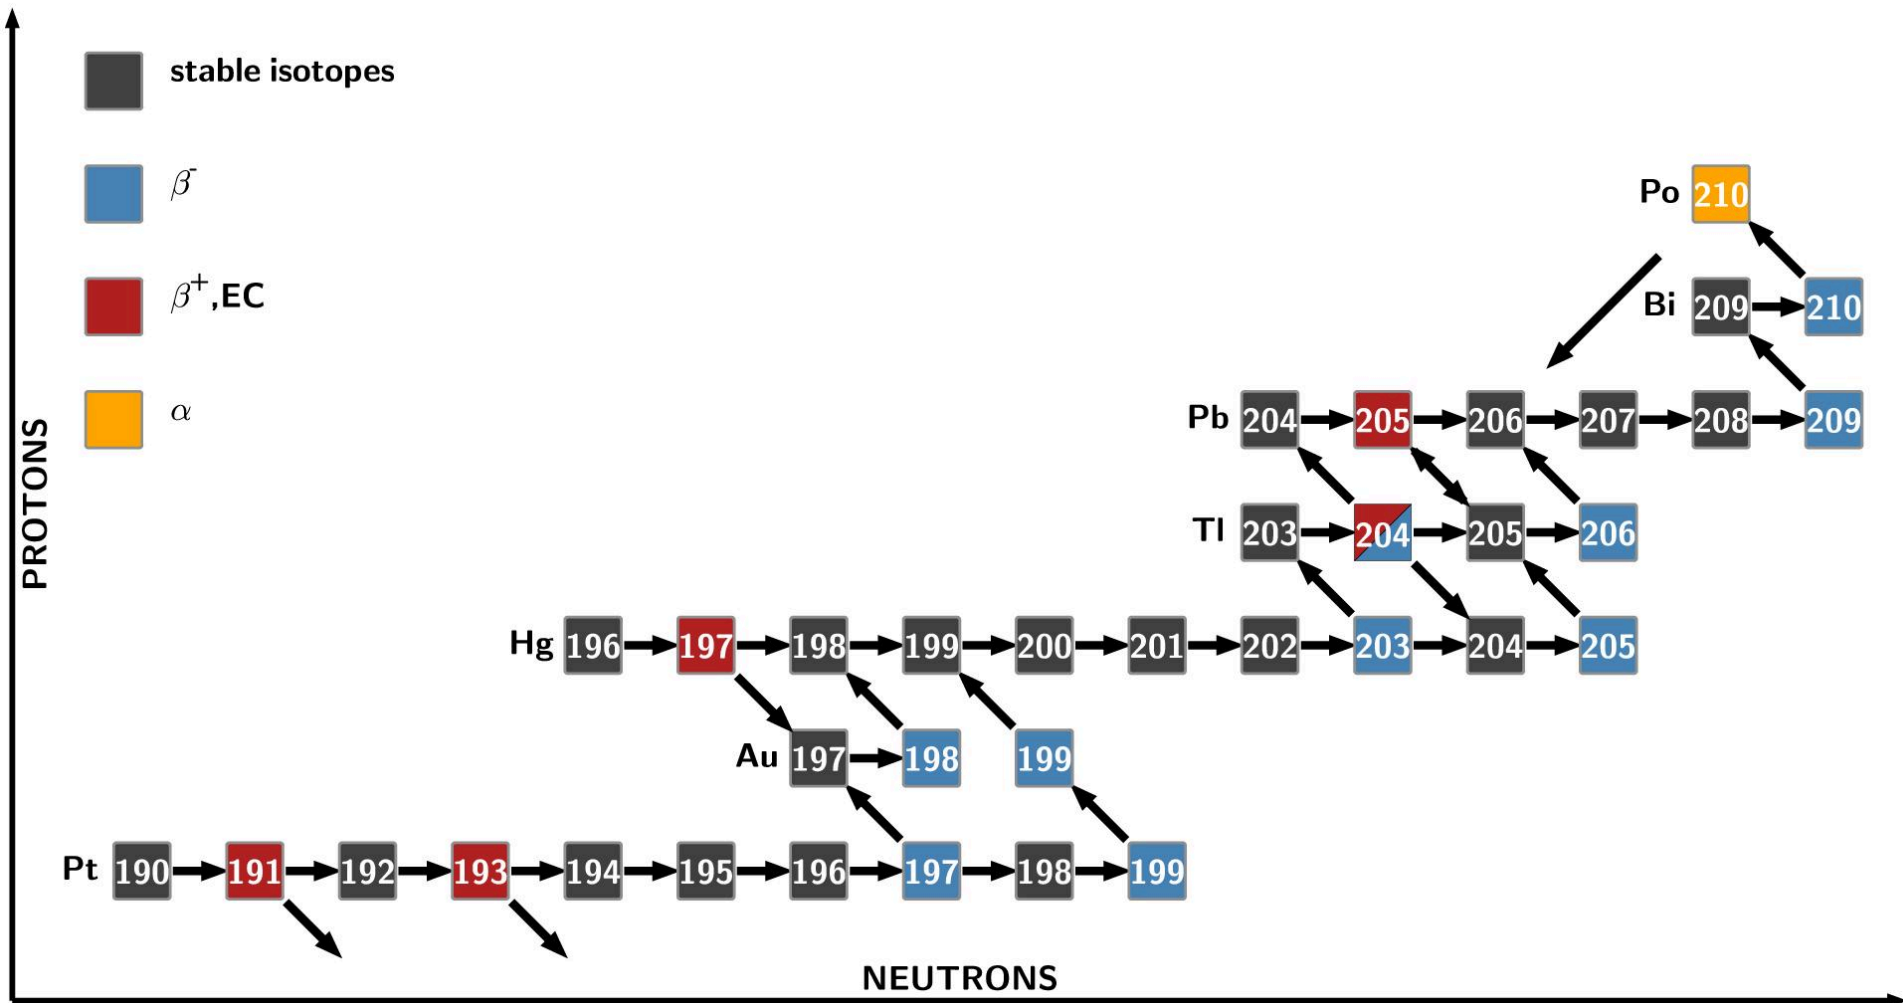 stable isotopes
β-
β+,EC
α
PROTONS
Po 210
Bi 209 210
Pb 204 205 206 207 208 209
Tl 203 204 205 206
Hg 196 197 198 199 200 201 202 203 204 205
Au 197 198 199
Pt 190 191 192 193 194 195 196 197 198 199
NEUTRONS